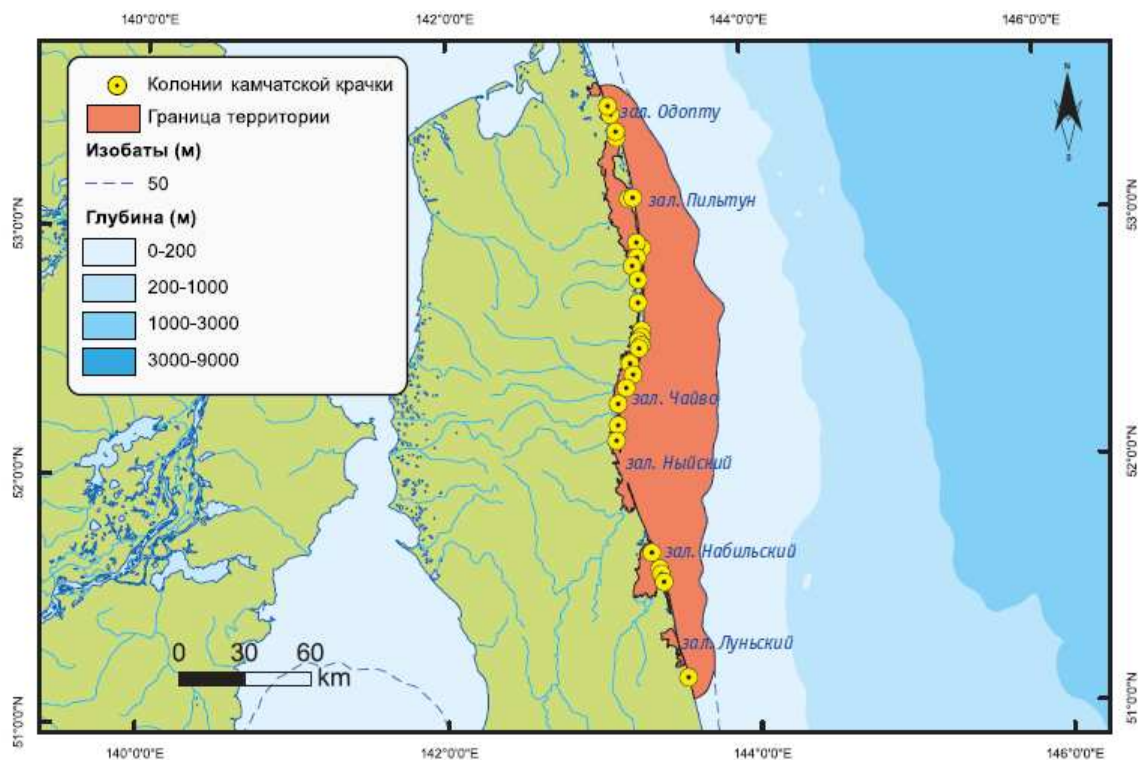 140°0'0"E 142°0'0"E 144°0'0"E 146°0'0"E
N
S
Колонии камчатской крачки
Граница территории
Изобаты (м)
50
Глубина (м)
0-200
200-1000
1000-3000
3000-9000
зал. Одопту
зал. Пильтун
зал. Чайво
зал. Ныйский
зал. Набильский
зал. Луньский
53°0'0"N
52°0'0"N
51°0'0"N
53°0'0"N
52°0'0"N
51°0'0"N
0 30 60
km
140°0'0"E 142°0'0"E 144°0'0"E 146°0'0"E